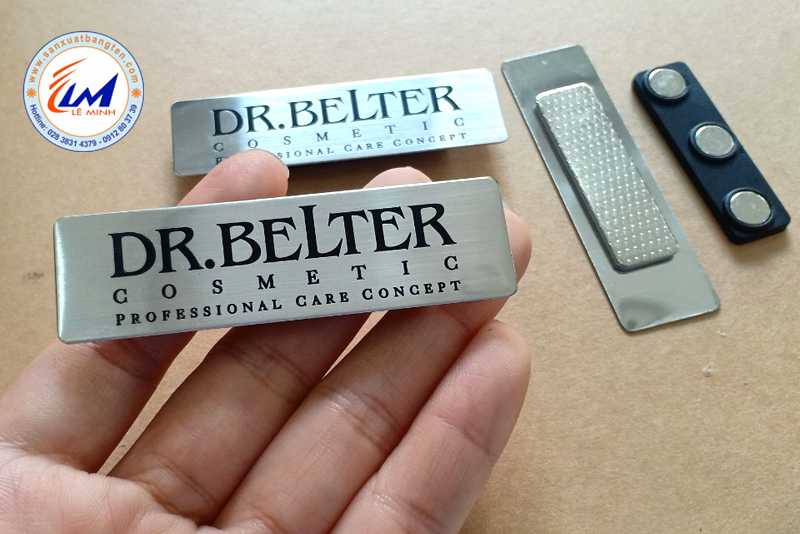 www.sanxuatbangten.com
LM
LÊ MINH
Hotline: 028 3831 4379 - 0912 80 37 39
DR.BELTER
COSMETIC
PROFESSIONAL CARE CONCEPT
DR.BELTER
COSMETIC
PROFESSIONAL CARE CONCEPT